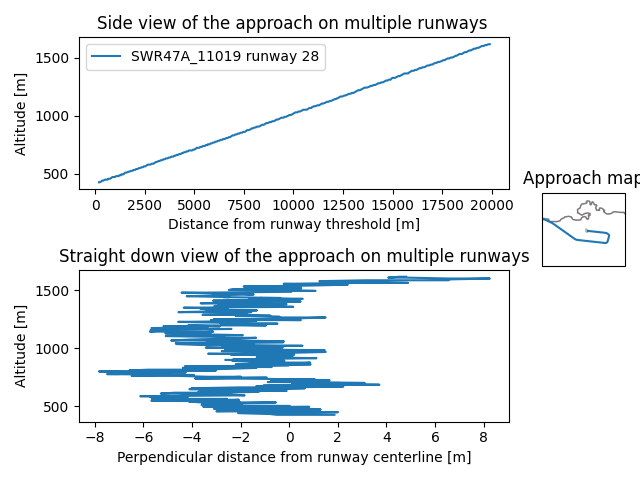 Side view of the approach on multiple runways
1500
1000
500
Altitude [m]
SWR47A_11019 runway 28
0 2500 5000 7500 10000 12500 15000 17500 20000
Distance from runway threshold [m]
Approach map
Straight down view of the approach on multiple runways
1500
1000
500
Altitude [m]
−8 −6 −4 −2 0 2 4 6 8
Perpendicular distance from runway centerline [m]